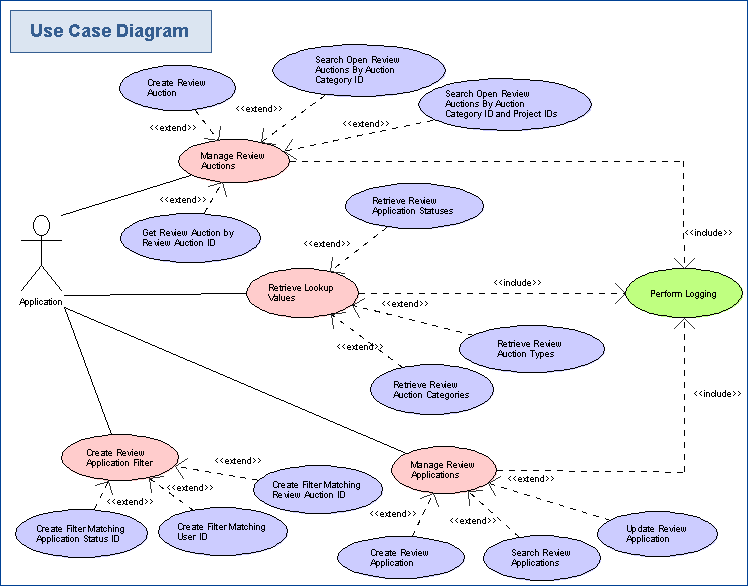 Use Case Diagram
Create Review
Auction
Search Open Review
Auctions By Auction
Category ID
Search Open Review
Auctions By Auction
Category ID and Project IDs
<<extend>>
<<extend>>
<<extend>>
Manage Review
Auctions
<<extend>>
Get Review Auction by
Review Auction ID
Retrieve Review
Application Statuses
<<include>>
<<extend>>
Application
Retrieve Lookup
Values
<<include>>
Perform Logging
<<extend>>
<<extend>>
Retrieve Review
Auction Types
Retrieve Review
Auction Categories
<<include>>
Create Review
Application Filter
<<extend>>
Manage Review
Applications
<<extend>>
<<extend>>
<<extend>>
Create Filter Matching
Review Auction ID
<<extend>>
<<extend>>
Create Filter Matching
Application Status ID
Create Filter Matching
User ID
Update Review
Application
Create Review
Application
Search Review
Applications